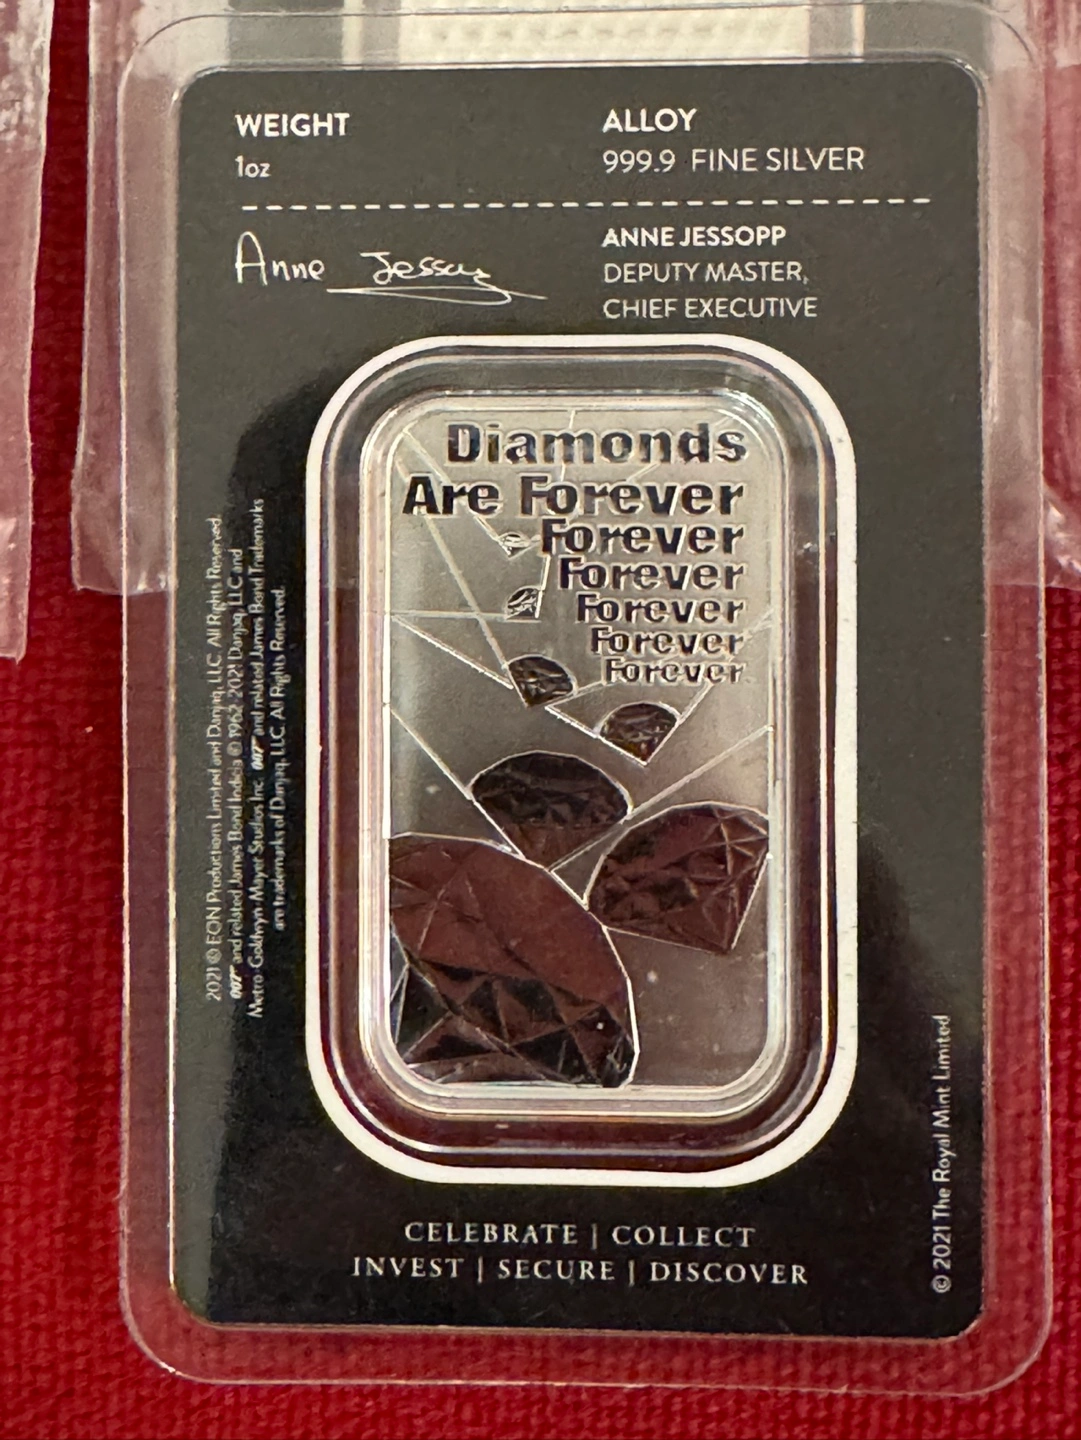 WEIGHT
1oz
ALLOY
999.9 FINE SILVER
Anne Jessopp
ANNE JESSOPP
DEPUTY MASTER,
CHIEF EXECUTIVE
Diamonds
Are Forever
Forever
Forever
Forever
Forever
Forever
2021 © EON Productions Limited and Danjaq, LLC. All Rights Reserved.
007 and related James Bond Indicia © 1962-2021 Danjaq, LLC and
Metro-Goldwyn-Mayer Studios Inc. 007 and related James Bond Trademarks
are trademarks of Danjaq, LLC. All Rights Reserved.
© 2021 The Royal Mint Limited
CELEBRATE | COLLECT
INVEST | SECURE | DISCOVER